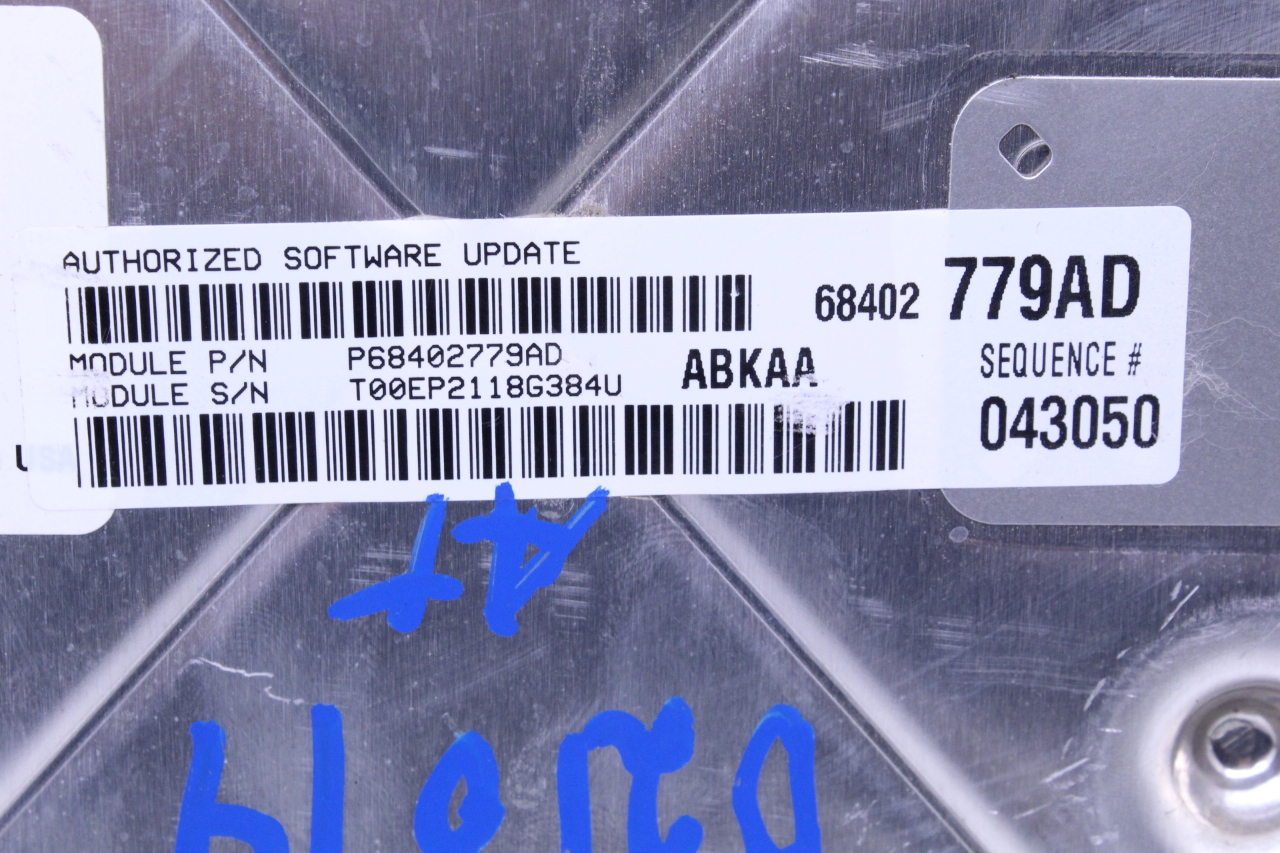 AUTHORIZED SOFTWARE UPDATE
68402 779AD
MODULE P/N P68402779AD
MODULE S/N T00EP2118G384U
ABKAA
SEQUENCE #
043050
AT